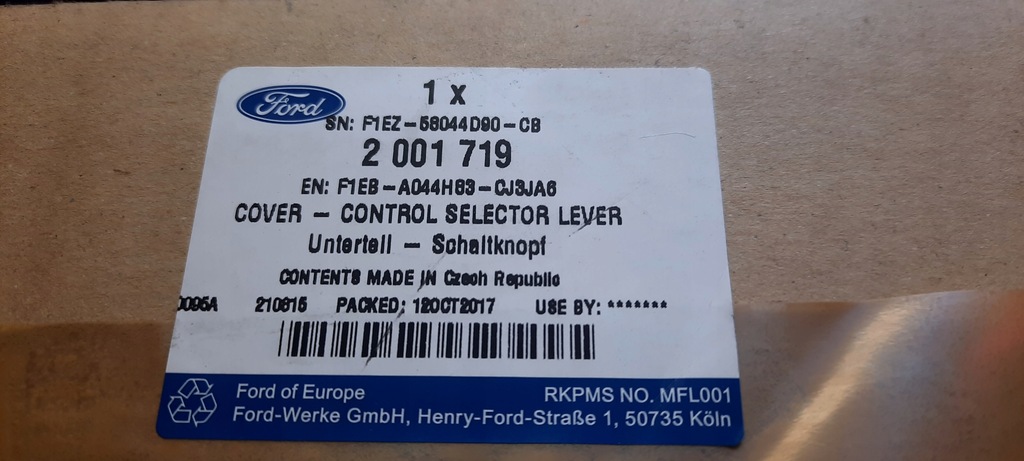 Ford
1 x
SN: F1EZ-58044D90-CB
2 001 719
EN: F1EB-A044H83-CJ3JA6
COVER - CONTROL SELECTOR LEVER
Unterteil - Schaltknopf
CONTENTS MADE IN Czech Republic
0095A 210615 PACKED: 12OCT2017 USE BY: *******
Ford of Europe RKPMS NO. MFL001
Ford-Werke GmbH, Henry-Ford-Straße 1, 50735 Köln